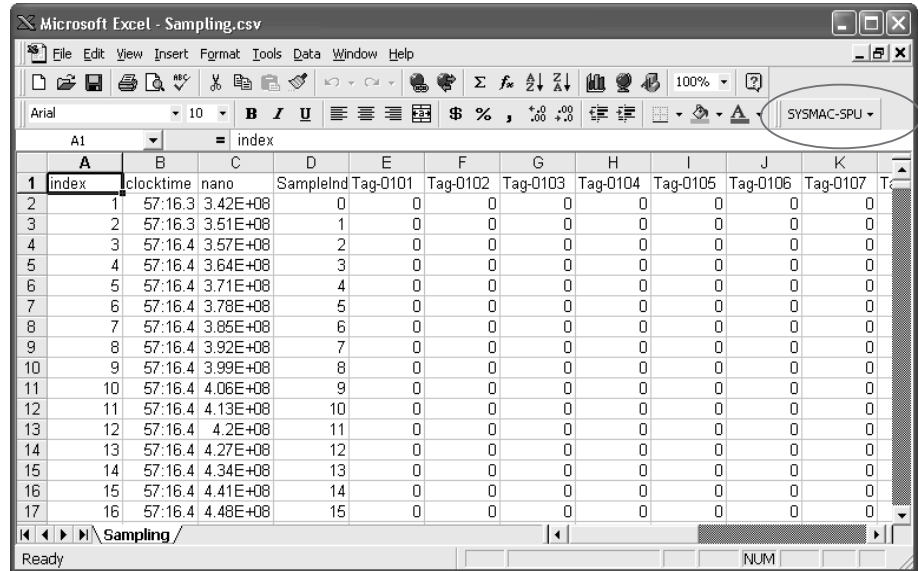 Microsoft Excel - Sampling.csv
File Edit View Insert Format Tools Data Window Help
100%
Arial 10 B I U $ % , SYSMAC-SPU
A1 = index
A B C D E F G H I J K
1 index clocktime nano SampleInd Tag-0101 Tag-0102 Tag-0103 Tag-0104 Tag-0105 Tag-0106 Tag-0107
2 1 57:16.3 3.42E+08 0 0 0 0 0 0 0 0
3 2 57:16.3 3.51E+08 1 0 0 0 0 0 0 0
4 3 57:16.4 3.57E+08 2 0 0 0 0 0 0 0
5 4 57:16.4 3.64E+08 3 0 0 0 0 0 0 0
6 5 57:16.4 3.71E+08 4 0 0 0 0 0 0 0
7 6 57:16.4 3.78E+08 5 0 0 0 0 0 0 0
8 7 57:16.4 3.85E+08 6 0 0 0 0 0 0 0
9 8 57:16.4 3.92E+08 7 0 0 0 0 0 0 0
10 9 57:16.4 3.99E+08 8 0 0 0 0 0 0 0
11 10 57:16.4 4.06E+08 9 0 0 0 0 0 0 0
12 11 57:16.4 4.13E+08 10 0 0 0 0 0 0 0
13 12 57:16.4 4.2E+08 11 0 0 0 0 0 0 0
14 13 57:16.4 4.27E+08 12 0 0 0 0 0 0 0
15 14 57:16.4 4.34E+08 13 0 0 0 0 0 0 0
16 15 57:16.4 4.41E+08 14 0 0 0 0 0 0 0
17 16 57:16.4 4.48E+08 15 0 0 0 0 0 0 0
Sampling
Ready NUM